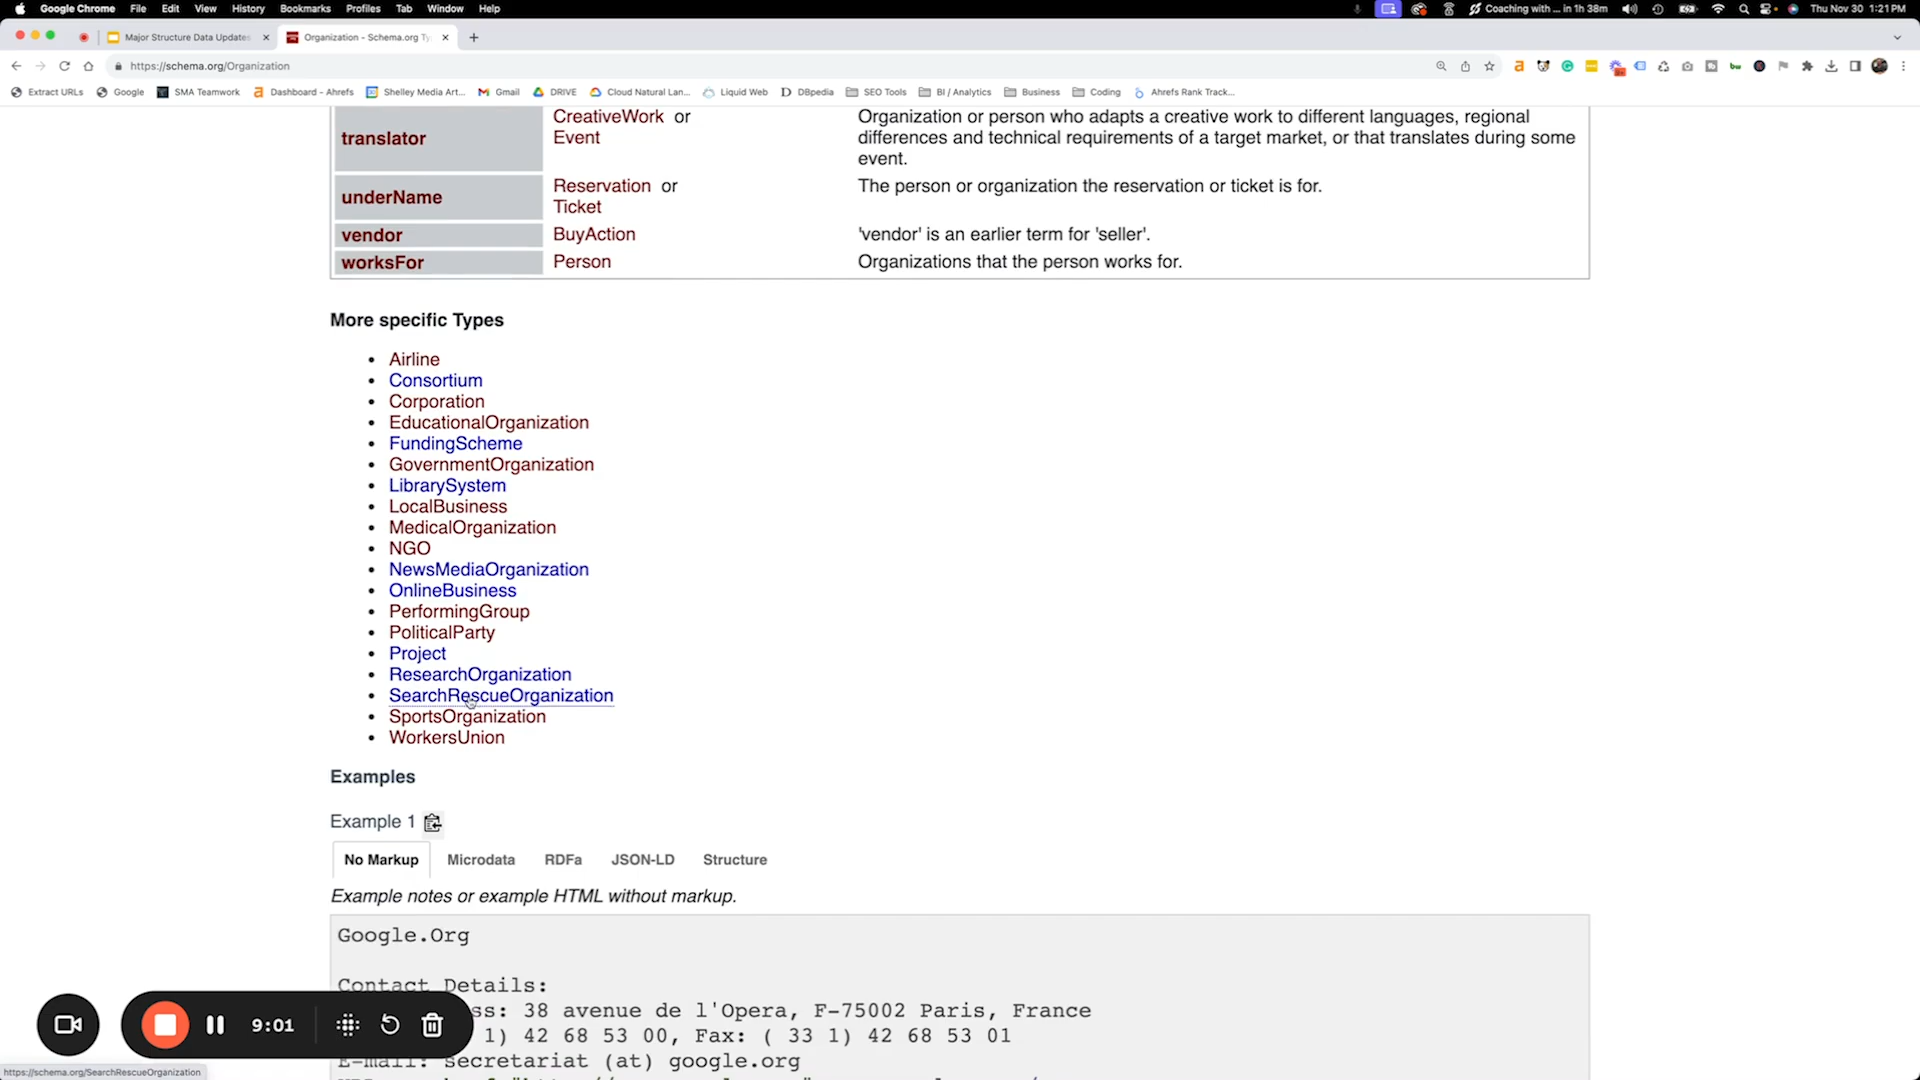 Google Chrome File Edit View History Bookmarks Profiles Tab Window Help Coaching with ... in 1h 38m Thu Nov 30 1:21 PM
Major Structure Data Updates Organization - Schema.org Ty
https://schema.org/Organization
Extract URLs Google SMA Teamwork Dashboard - Ahrefs Shelley Media Art... Gmail DRIVE Cloud Natural Lan... Liquid Web DBpedia SEO Tools BI / Analytics Business Coding Ahrefs Rank Track...
translator CreativeWork or Organization or person who adapts a creative work to different languages, regional
Event differences and technical requirements of a target market, or that translates during some
event.
underName Reservation or The person or organization the reservation or ticket is for.
Ticket
vendor BuyAction 'vendor' is an earlier term for 'seller'.
worksFor Person Organizations that the person works for.
More specific Types
• Airline
• Consortium
• Corporation
• EducationalOrganization
• FundingScheme
• GovernmentOrganization
• LibrarySystem
• LocalBusiness
• MedicalOrganization
• NGO
• NewsMediaOrganization
• OnlineBusiness
• PerformingGroup
• PoliticalParty
• Project
• ResearchOrganization
• SearchRescueOrganization
• SportsOrganization
• WorkersUnion
Examples
Example 1
No Markup Microdata RDFa JSON-LD Structure
Example notes or example HTML without markup.
Google.Org
Contact Details:
ss: 38 avenue de l'Opera, F-75002 Paris, France
1) 42 68 53 00, Fax: ( 33 1) 42 68 53 01
E-mail: secretariat (at) google.org
9:01
https://schema.org/SearchRescueOrganization